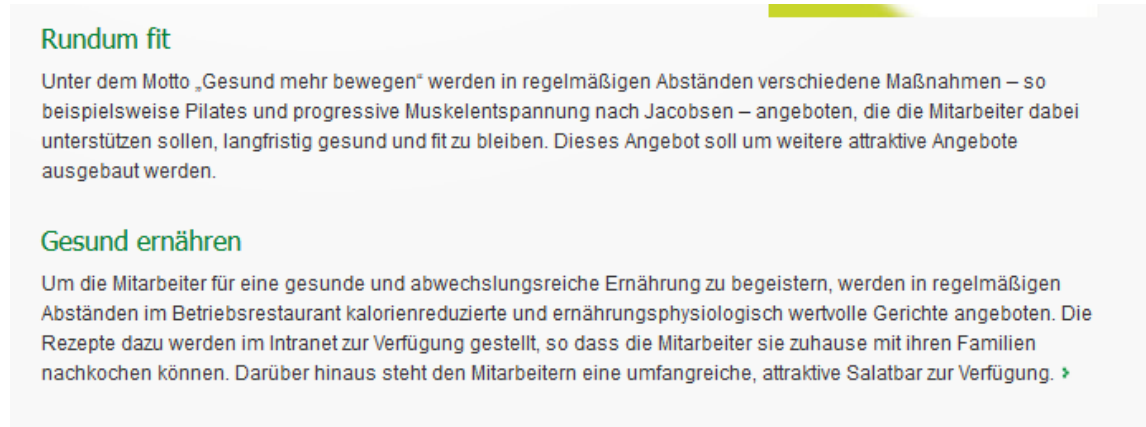 Rundum fit
Unter dem Motto „Gesund mehr bewegen“ werden in regelmäßigen Abständen verschiedene Maßnahmen – so
beispielsweise Pilates und progressive Muskelentspannung nach Jacobsen – angeboten, die die Mitarbeiter dabei
unterstützen sollen, langfristig gesund und fit zu bleiben. Dieses Angebot soll um weitere attraktive Angebote
ausgebaut werden.
Gesund ernähren
Um die Mitarbeiter für eine gesunde und abwechslungsreiche Ernährung zu begeistern, werden in regelmäßigen
Abständen im Betriebsrestaurant kalorienreduzierte und ernährungsphysiologisch wertvolle Gerichte angeboten. Die
Rezepte dazu werden im Intranet zur Verfügung gestellt, so dass die Mitarbeiter sie zuhause mit ihren Familien
nachkochen können. Darüber hinaus steht den Mitarbeitern eine umfangreiche, attraktive Salatbar zur Verfügung. ›